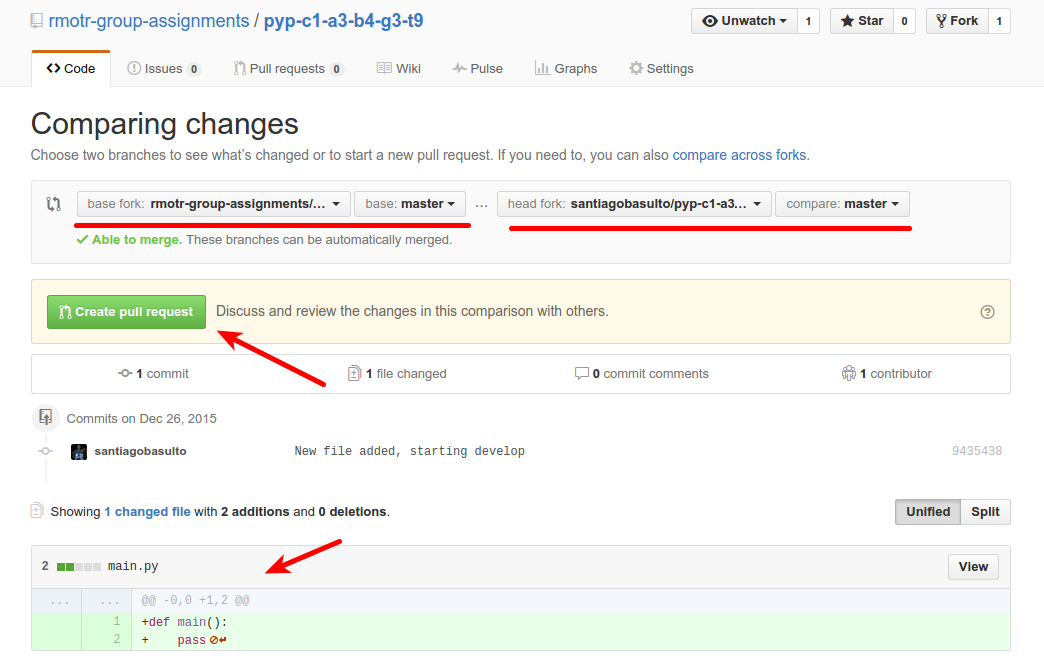 rmotr-group-assignments / pyp-c1-a3-b4-g3-t9
Unwatch 1 Star 0 Fork 1
Code Issues 0 Pull requests 0 Wiki Pulse Graphs Settings
Comparing changes
Choose two branches to see what's changed or to start a new pull request. If you need to, you can also compare across forks.
base fork: rmotr-group-assignments/... base: master ... head fork: santiagobasulto/pyp-c1-a3... compare: master
Able to merge. These branches can be automatically merged.
Create pull request Discuss and review the changes in this comparison with others.
1 commit 1 file changed 0 commit comments 1 contributor
Commits on Dec 26, 2015
santiagobasulto New file added, starting develop 9435438
Showing 1 changed file with 2 additions and 0 deletions. Unified Split
2 main.py View
... ... @@ -0,0 +1,2 @@
1 +def main():
2 + pass